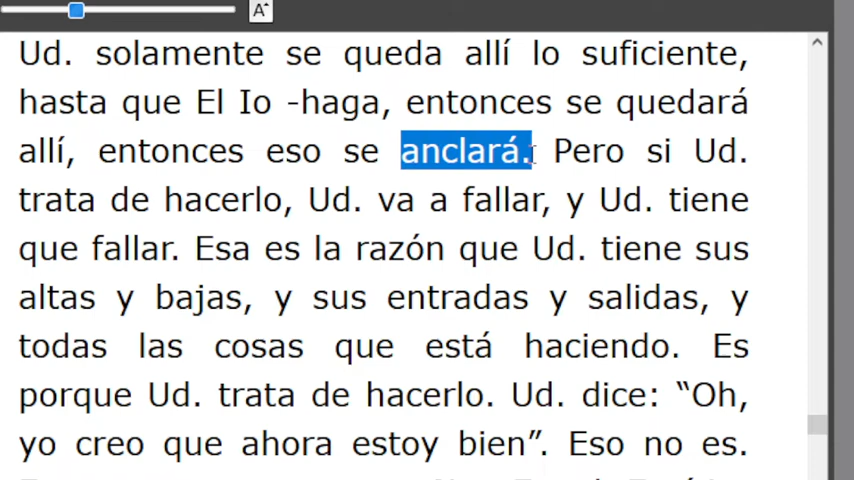 A
Ud. solamente se queda allí lo suficiente,
hasta que El Io -haga, entonces se quedará
allí, entonces eso se anclará. Pero si Ud.
trata de hacerlo, Ud. va a fallar, y Ud. tiene
que fallar. Esa es la razón que Ud. tiene sus
altas y bajas, y sus entradas y salidas, y
todas las cosas que está haciendo. Es
porque Ud. trata de hacerlo. Ud. dice: “Oh,
yo creo que ahora estoy bien”. Eso no es.